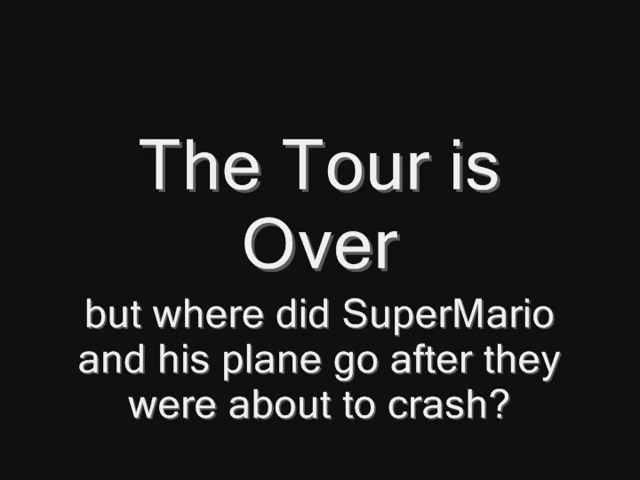 The Tour is
Over
but where did SuperMario
and his plane go after they
were about to crash?